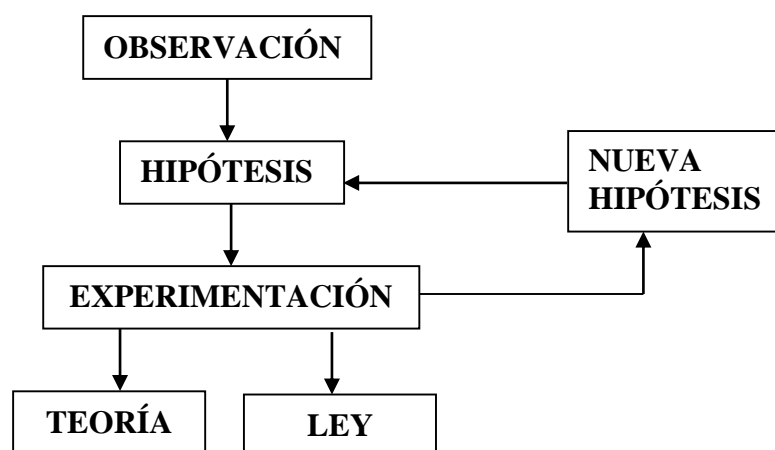 OBSERVACIÓN
HIPÓTESIS
NUEVA
HIPÓTESIS
EXPERIMENTACIÓN
TEORÍA
LEY